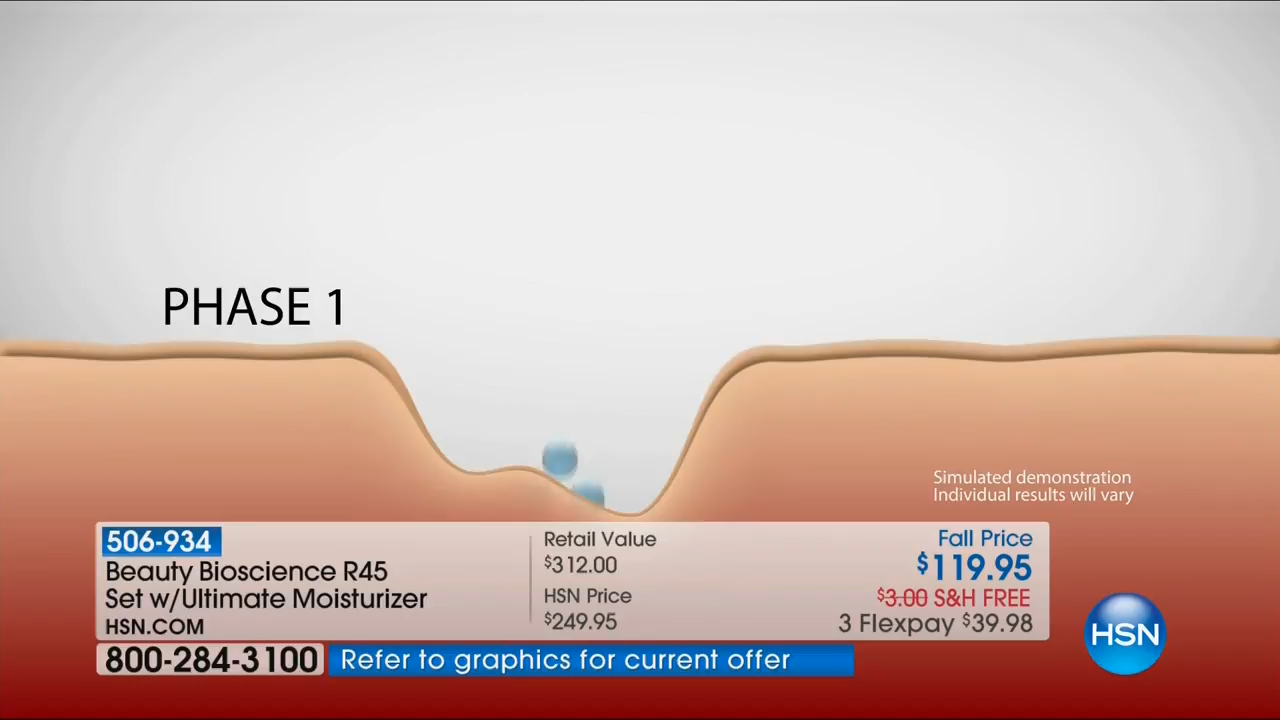 PHASE 1
Simulated demonstration
Individual results will vary
506-934
Beauty Bioscience R45
Set w/Ultimate Moisturizer
HSN.COM
Retail Value
$312.00
HSN Price
$249.95
Fall Price
$119.95
$3.00 S&H FREE
3 Flexpay $39.98
800-284-3100
Refer to graphics for current offer
HSN